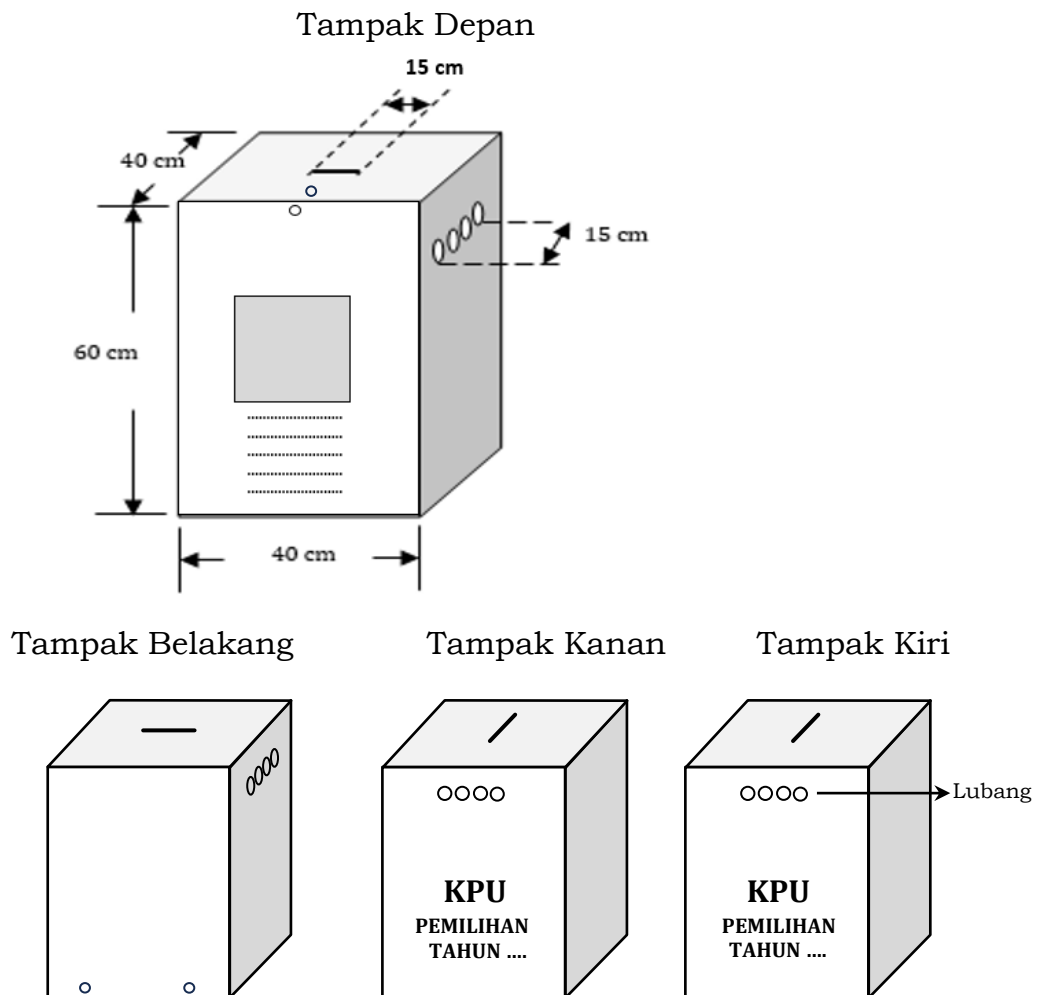 Tampak Depan
15 cm
40 cm
15 cm
60 cm
40 cm
Tampak Belakang
Tampak Kanan
Tampak Kiri
Lubang
KPU
PEMILIHAN
TAHUN ....
KPU
PEMILIHAN
TAHUN ....